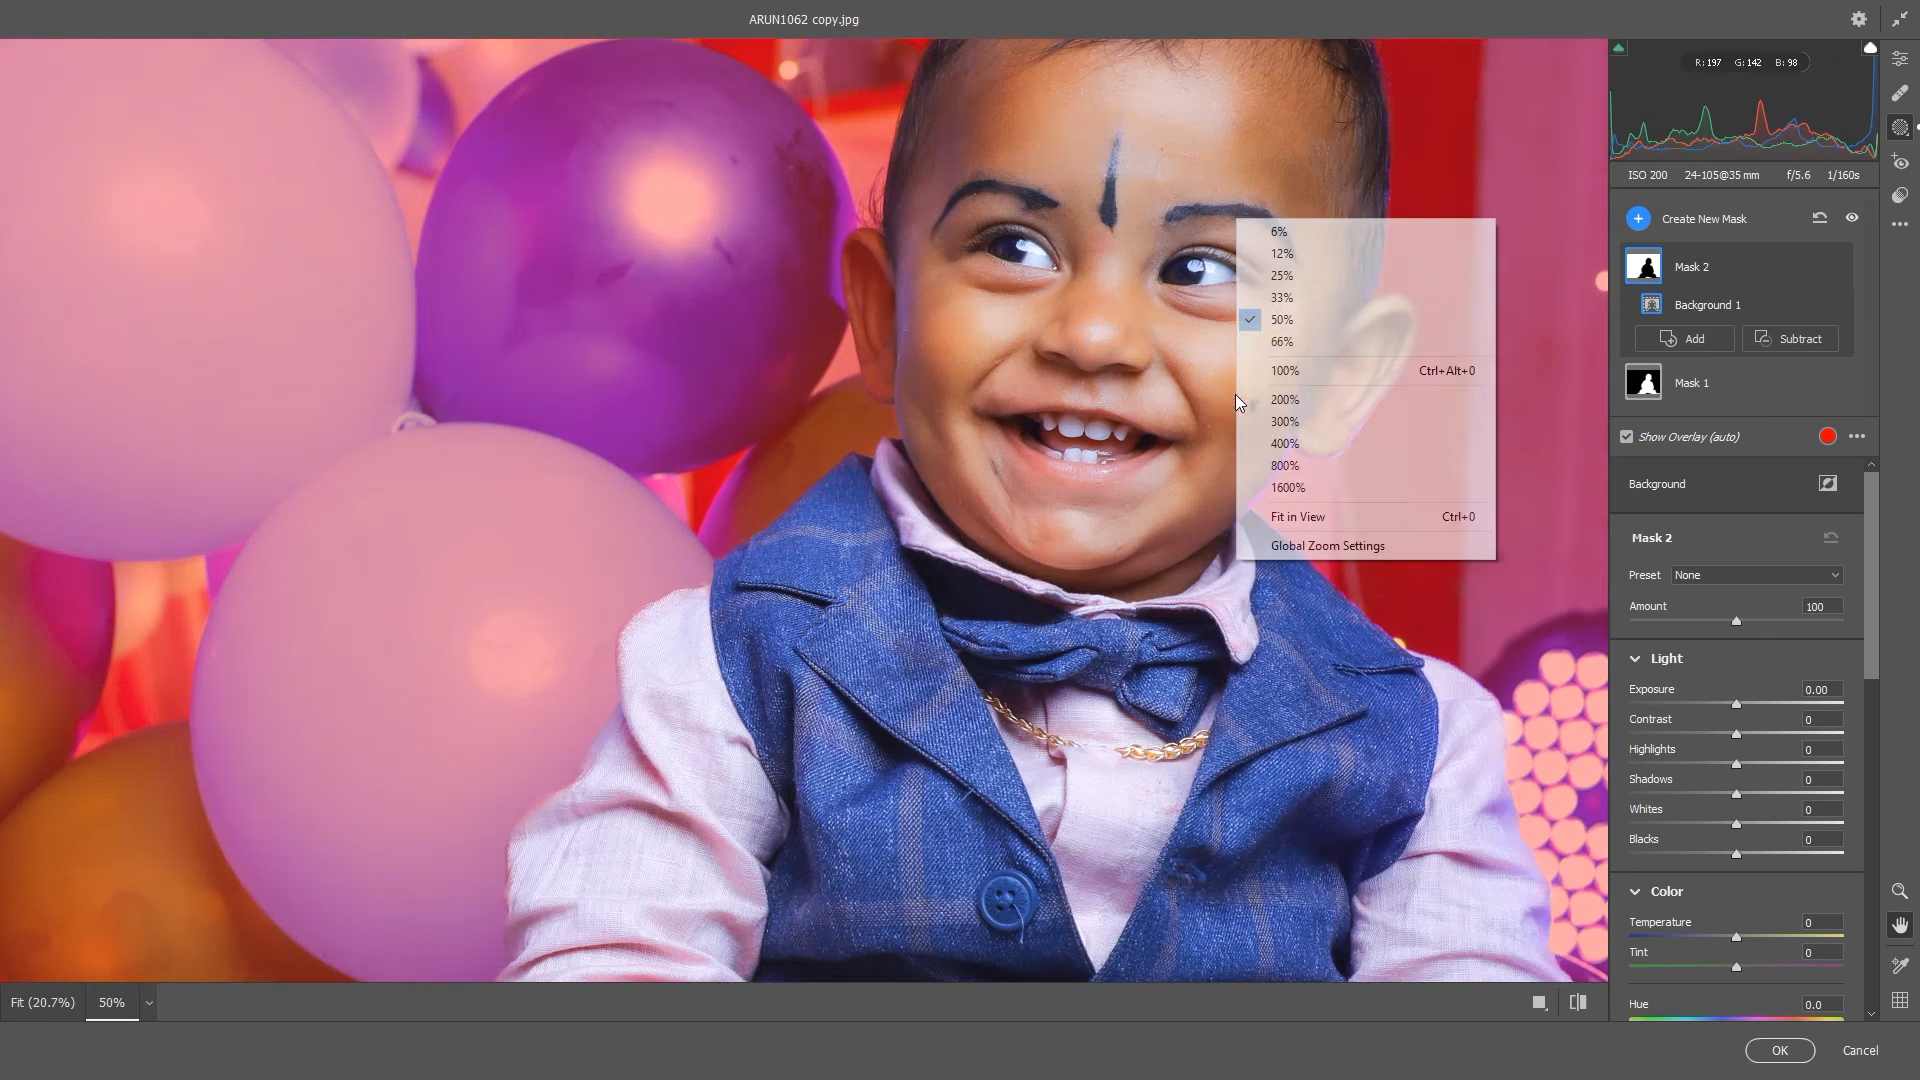 ARUN1062 copy.jpg
R: 197 G: 142 B: 98
ISO 200 24-105@35 mm f/5.6 1/160s
Create New Mask
Mask 2
Background 1
Add Subtract
Mask 1
Show Overlay (auto)
Background
Mask 2
Preset None
Amount 100
Light
Exposure 0.00
Contrast 0
Highlights 0
Shadows 0
Whites 0
Blacks 0
Color
Temperature 0
Tint 0
Hue 0.0
6%
12%
25%
33%
50%
66%
100% Ctrl+Alt+0
200%
300%
400%
800%
1600%
Fit in View Ctrl+0
Global Zoom Settings
Fit (20.7%) 50%
OK Cancel